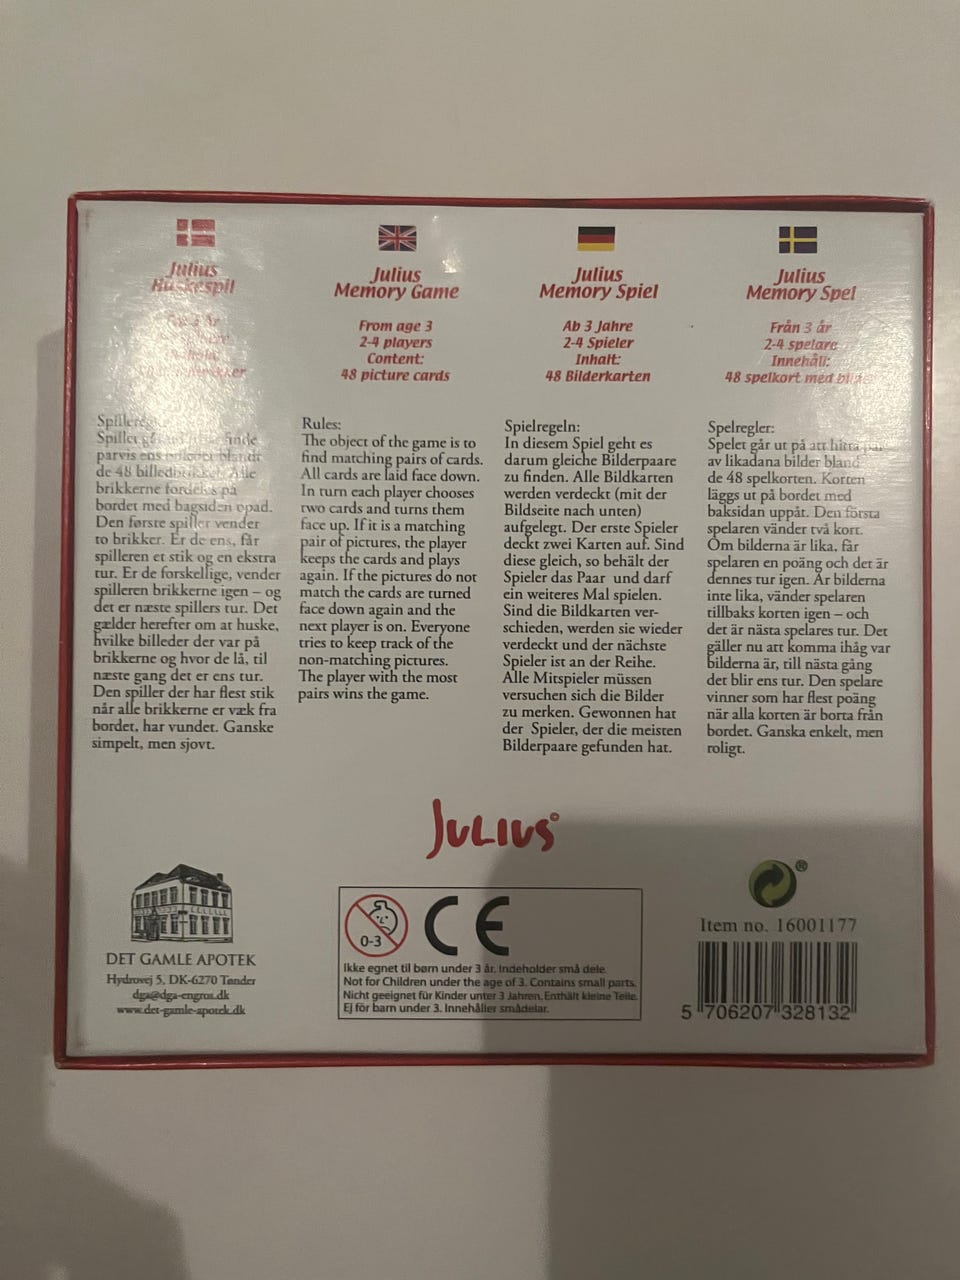 Julius
Julius
Memory Game
Julius
Memory Spiel
Julius
Memory Spel
From age 3
2-4 players
Content:
48 picture cards
Ab 3 Jahre
2-4 Spieler
Inhalt:
48 Bilderkarten
Från 3 år
2-4 spelare
Innehåll:
48 spelkort med
finde
parvis ens
de 48 Alle
brikkerne fordeles på
bordet med bagsiden opad.
Den første spiller vender
to brikker. Er de ens, får
spilleren et stik og en ekstra
tur. Er de forskellige, vender
spilleren brikkerne igen – og
det er næste spillers tur. Det
gælder herefter om at huske,
hvilke billeder der var på
brikkerne og hvor de lå, til
næste gang det er ens tur.
Den spiller der har flest stik
når alle brikkerne er væk fra
bordet, har vundet. Ganske
simpelt, men sjovt.
Rules:
The object of the game is to
find matching pairs of cards.
All cards are laid face down.
In turn each player chooses
two cards and turns them
face up. If it is a matching
pair of pictures, the player
keeps the cards and plays
again. If the pictures do not
match the cards are turned
face down again and the
next player is on. Everyone
tries to keep track of the
non-matching pictures.
The player with the most
pairs wins the game.
Spielregeln:
In diesem Spiel geht es
darum gleiche Bilderpaare
zu finden. Alle Bildkarten
werden verdeckt (mit der
Bildseite nach unten)
aufgelegt. Der erste Spieler
deckt zwei Karten auf. Sind
diese gleich, so behält der
Spieler das Paar und darf
ein weiteres Mal spielen.
Sind die Bildkarten ver-
schieden, werden sie wieder
verdeckt und der nächste
Spieler ist an der Reihe.
Alle Mitspieler müssen
versuchen sich die Bilder
zu merken. Gewonnen hat
der Spieler, der die meisten
Bilderpaare gefunden hat.
Spelregler:
Spelet går ut på att hitta
av likadana bilder bland
de 48 spelkorten. Korten
läggs ut på bordet med
baksidan uppåt. Den första
spelaren vänder två kort.
Om bilderna är lika, får
spelaren en poäng och det är
dennes tur igen. Är bilderna
inte lika, vänder spelaren
tillbaks korten igen – och
det är nästa spelares tur. Det
gäller nu att komma ihåg var
bilderna är, till nästa gång
det blir ens tur. Den spelare
vinner som har flest poäng
när alla korten är borta från
bordet. Ganska enkelt, men
roligt.
JULIUS©
DET GAMLE APOTEK
Hydrovej 5, DK-6270 Tønder
dga@dga-engros.dk
www.det-gamle-apotek.dk
0-3
CE
Ikke egnet til børn under 3 år. Indeholder små dele.
Not for Children under the age of 3. Contains small parts.
Nicht geeignet für Kinder unter 3 Jahren. Enthält kleine Teile.
Ej för barn under 3. Innehåller smådelar.
®
Item no. 16001177
5 706207 328132